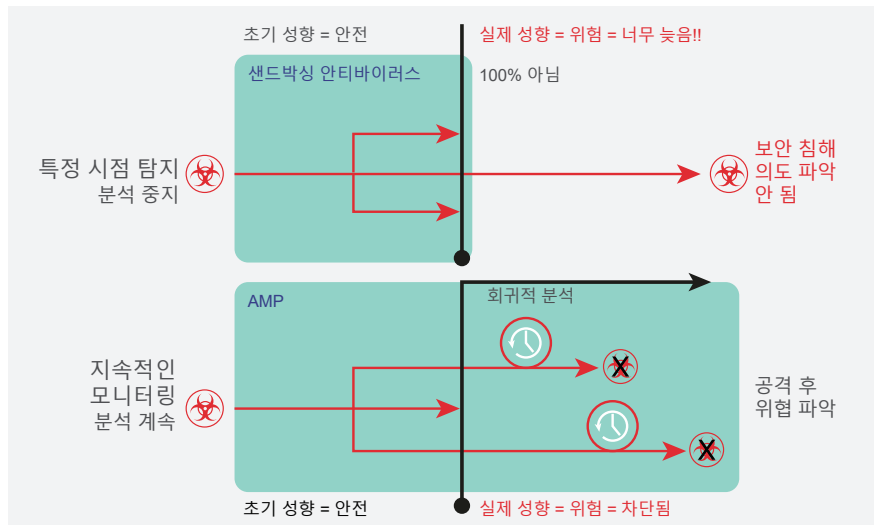 초기 성향 = 안전
실제 성향 = 위험 = 너무 늦음!!
샌드박싱 안티바이러스
100% 아님
특정 시점 탐지
분석 중지
보안 침해
의도 파악
안 됨
AMP
회귀적 분석
지속적인
모니터링
분석 계속
공격 후
위협 파악
초기 성향 = 안전
실제 성향 = 위험 = 차단됨